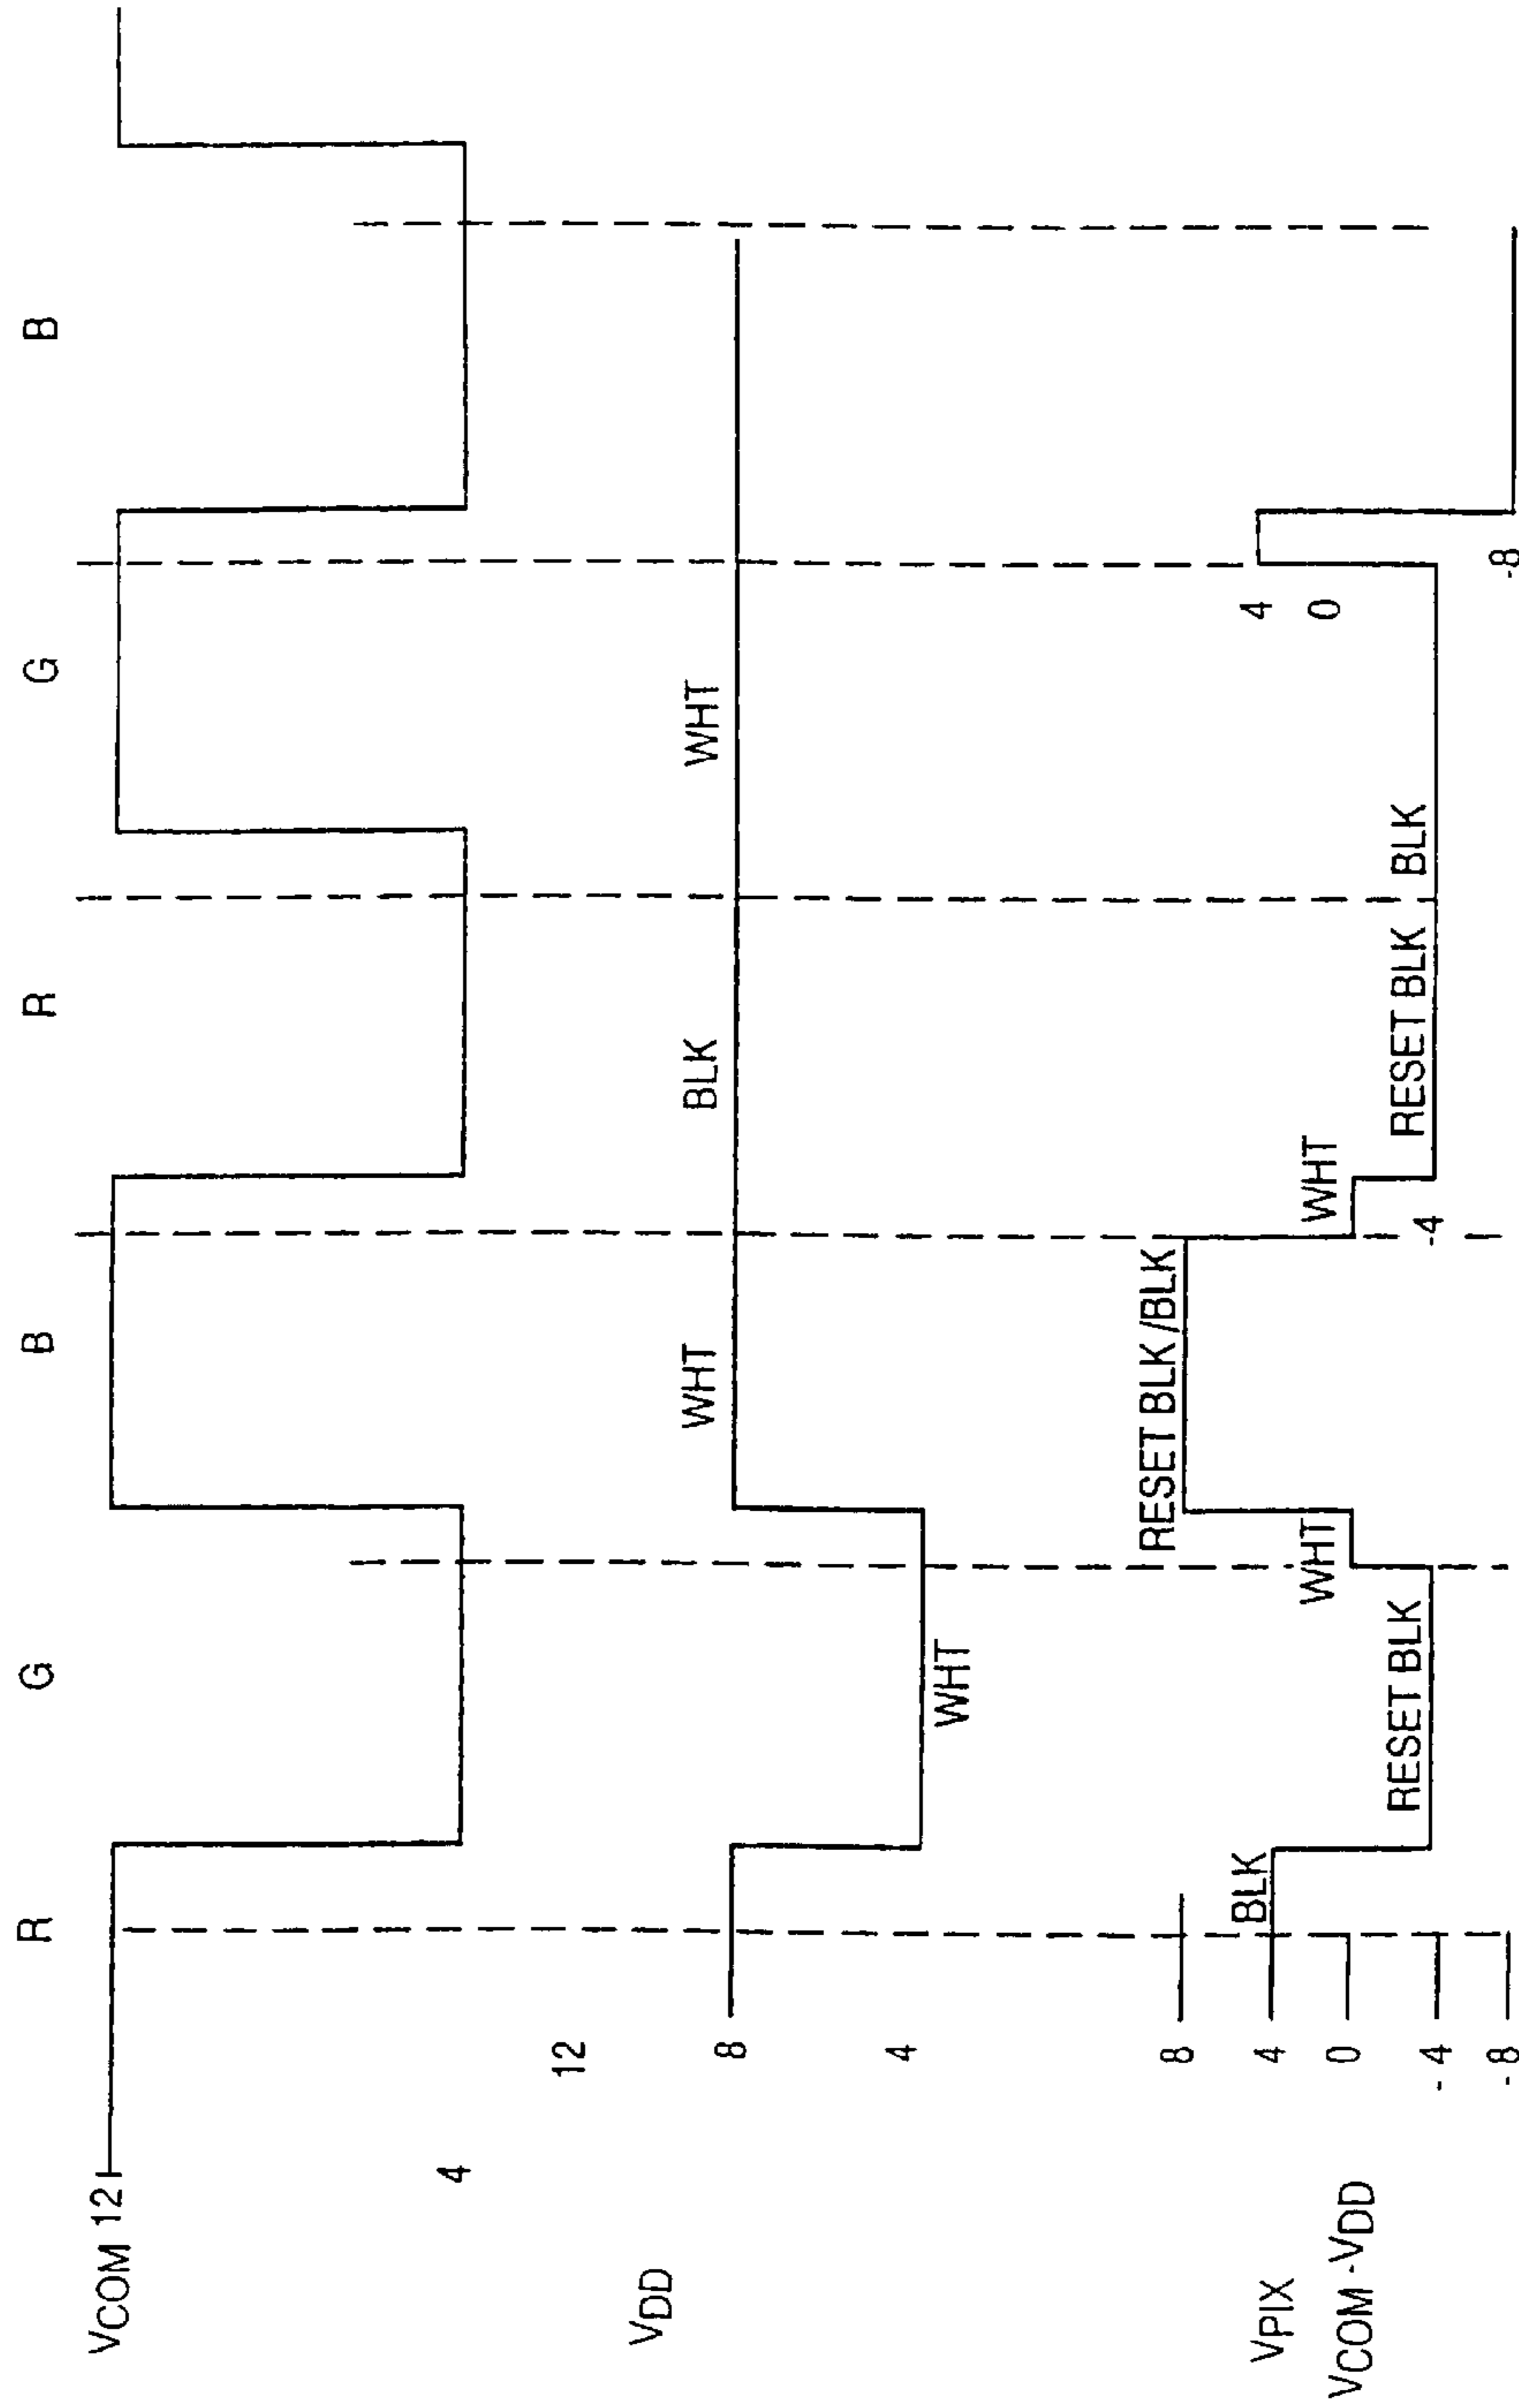 R G B R G B
VCOM 12
4
12
VDD
WHT BLK WHT
8
4
WHT
RESET BLK/BLK
8
BLK 4
VPIX 4
WHT WHT 0
0
VCOM - VDD
RESET BLK RESET BLK BLK
-4 -4
-8 -8